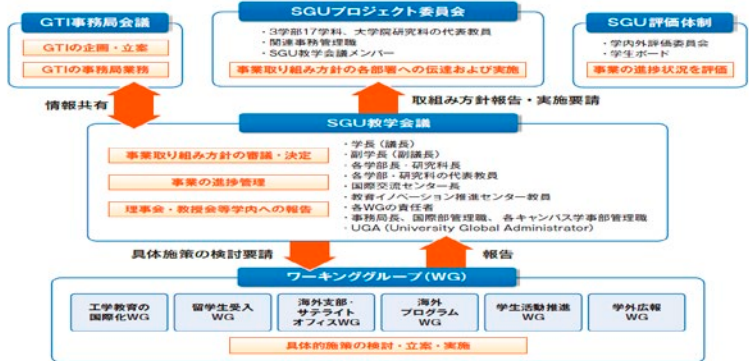 GTI事務局会議
GTIの企画・立案
GTIの事務局業務
SGUプロジェクト委員会
・3学部17学科、大学院研究科の代表教員
・関連事務管理職
・SGU教学会議メンバー
事業取り組み方針の各部署への伝達および実施
SGU評価体制
・学内外評価委員会
・学生ボード
事業の進捗状況を評価
情報共有
取組み方針報告・実施要請
SGU教学会議
事業取り組み方針の審議・決定
事業の進捗管理
理事会・教授会等学内への報告
・学長（議長）
・副学長（副議長）
・各学部長・研究科長
・各学部・研究科の代表教員
・国際交流センター長
・教育イノベーション推進センター教員
・各WGの責任者
・事務局長、国際部管理職、各キャンパス学事部管理職
・UGA（University Global Administrator）
具体施策の検討要請
報告
ワーキンググループ（WG）
工学教育の
国際化WG
留学生受入
WG
海外支部・
サテライト
オフィスWG
海外
プログラム
WG
学生活動推進
WG
学外広報
WG
具体的施策の検討・立案・実施